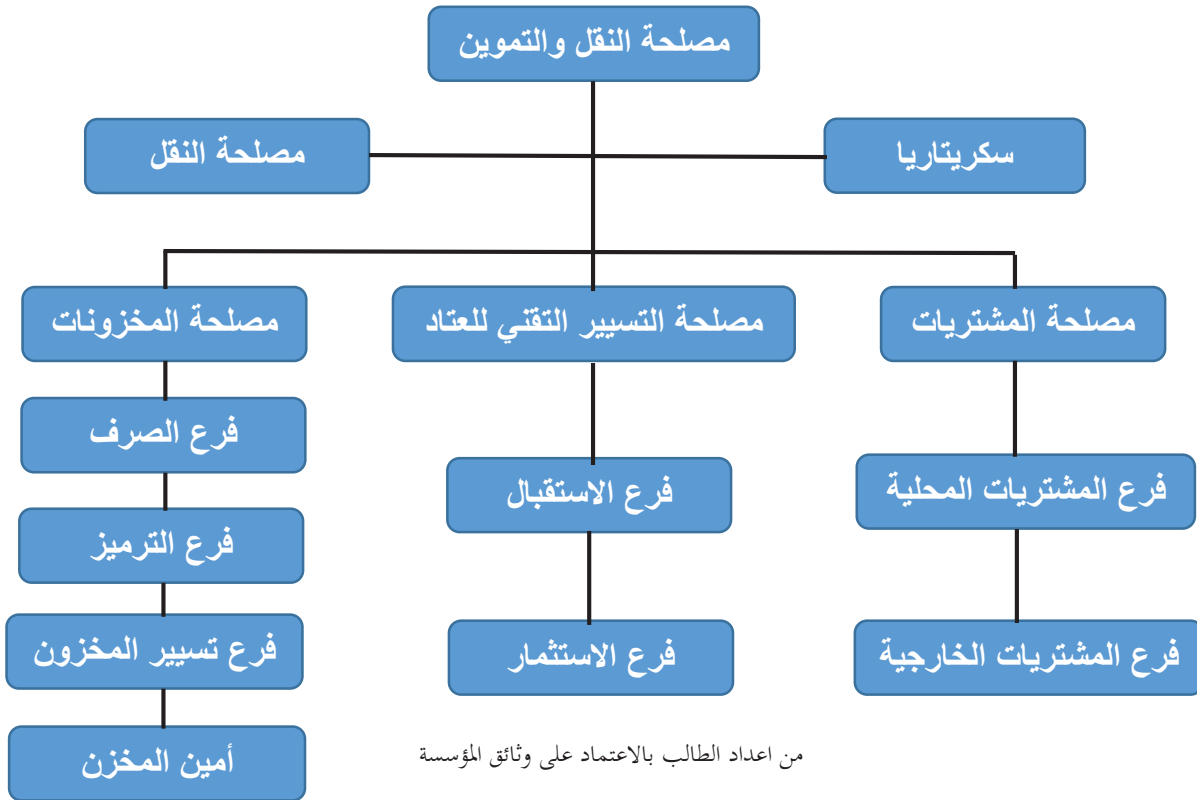 مصلحة النقل والتموين
سكريتاريا
مصلحة النقل
مصلحة المشتريات
مصلحة التسيير التقني للعتاد
مصلحة المخزونات
فرع المشتريات المحلية
فرع الاستقبال
فرع الصرف
فرع الترميز
فرع المشتريات الخارجية
فرع الاستثمار
فرع تسيير المخزون
أمين المخزن
من اعداد الطالب بالاعتماد على وثائق المؤسسة